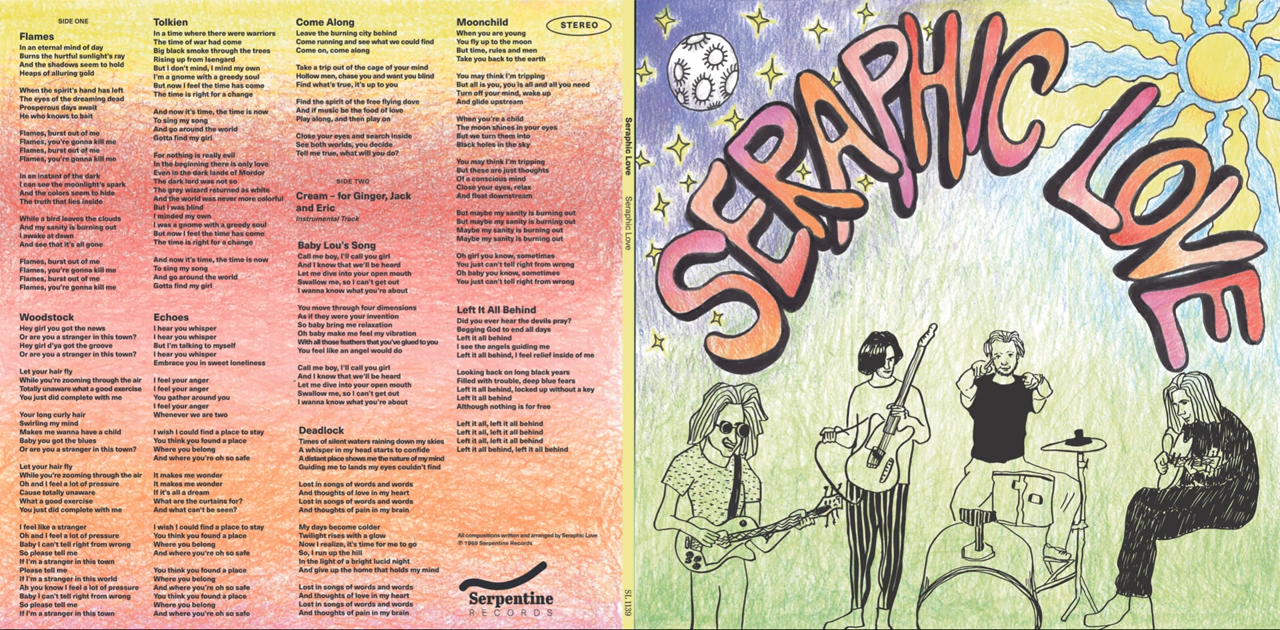 SIDE ONE
Flames
In an eternal mind of day
Burns the hurtful sunlight's ray
And the shadows seem to hold
Heaps of alluring gold
When the spirit's hand has left
The eyes of the dreaming dead
Prosperous days await
He who knows to bait
Flames, burst out of me
Flames, you're gonna kill me
Flames, burst out of me
Flames, you're gonna kill me
In an instant of the dark
I can see the moonlight's spark
And the colors seem to hide
The truth that lies inside
While a bird leaves the clouds
And my sanity is burning out
I awake at dawn
And see that it's all gone
Flames, burst out of me
Flames, you're gonna kill me
Flames, burst out of me
Flames, you're gonna kill me
Woodstock
Hey girl you got the news
Or are you a stranger in this town?
Hey girl d'ya got the groove
Or are you a stranger in this town?
Let your hair fly
While you're zooming through the air
Totally unaware what a good exercise
You just did complete with me
Your long curly hair
Swirling my mind
Makes me wanna have a child
Baby you got the blues
Or are you a stranger in this town?
Let your hair fly
While you're zooming through the air
Oh and I feel a lot of pressure
Cause totally unaware
What a good exercise
You just did complete with me
I feel like a stranger
Oh and I feel a lot of pressure
Baby I can't tell right from wrong
So please tell me
If I'm a stranger in this town
Please tell me
If I'm a stranger in this world
Ah you know I feel a lot of pressure
Baby I can't tell right from wrong
So please tell me
If I'm a stranger in this town
Tolkien
In a time where there were warriors
The time of war had come
Big black smoke through the trees
Rising up from Isengard
But I don't mind, I mind my own
I'm a gnome with a greedy soul
But now I feel the time has come
The time is right for a change
And now it's time, the time is now
To sing my song
And go around the world
Gotta find my girl
For nothing is really evil
In the beginning there is only love
Even in the dark lands of Mordor
The dark lord was not so
The grey wizard returned as white
And the world was never more colorful
But I was blind
I minded my own
I was a gnome with a greedy soul
But now I feel the time has come
The time is right for a change
And now it's time, the time is now
To sing my song
And go around the world
Gotta find my girl
Echoes
I hear you whisper
I hear you whisper
But I'm talking to myself
I hear you whisper
Embrace you in sweet loneliness
I feel your anger
I feel your anger
You gather around you
I feel your anger
Whenever we are two
I wish I could find a place to stay
You think you found a place
Where you belong
And where you're oh so safe
It makes me wonder
It makes me wonder
If it's all a dream
What are the curtains for?
And what can't be seen?
I wish I could find a place to stay
You think you found a place
Where you belong
And where you're oh so safe
You think you found a place
Where you belong
And where you're oh so safe
You think you found a place
Where you belong
And where you're oh so safe
Come Along
Leave the burning city behind
Come running and see what we could find
Come on, come along
Take a trip out of the cage of your mind
Hollow men, chase you and want you blind
Find what's true, it's up to you
Find the spirit of the free flying dove
And if music be the food of love
Play along, and then play on
Close your eyes and search inside
See both worlds, you decide
Tell me true, what will you do?
SIDE TWO
Cream – for Ginger, Jack
and Eric
Instrumental Track
Baby Lou's Song
Call me boy, I'll call you girl
And I know that we'll be heard
Let me dive into your open mouth
Swallow me, so I can't get out
I wanna know what you're about
You move through four dimensions
As if they were your invention
So baby bring me relaxation
Oh baby make me feel my vibration
With all those feathers that you've glued to you
You feel like an angel would do
Call me boy, I'll call you girl
And I know that we'll be heard
Let me dive into your open mouth
Swallow me, so I can't get out
I wanna know what you're about
Deadlock
Times of silent waters raining down my skies
A whisper in my head starts to confide
A distant place shows me the nature of my mind
Guiding me to lands my eyes couldn't find
Lost in songs of words and words
And thoughts of love in my heart
Lost in songs of words and words
And thoughts of pain in my brain
My days become colder
Twilight rises with a glow
Now I realize, it's time for me to go
So, I run up the hill
In the light of a bright lucid night
And give up the home that holds my mind
Lost in songs of words and words
And thoughts of love in my heart
Lost in songs of words and words
And thoughts of pain in my brain
Moonchild
When you are young
You fly up to the moon
But time, rules and men
Take you back to the earth
You may think I'm tripping
But all is you, you is all and all you need
Turn off your mind, wake up
And glide upstream
When you're a child
The moon shines in your eyes
But we turn them into
Black holes in the sky
You may think I'm tripping
But these are just thoughts
Of a conscious mind
Close your eyes, relax
And float downstream
But maybe my sanity is burning out
But maybe my sanity is burning out
Maybe my sanity is burning out
Maybe my sanity is burning out
Oh girl you know, sometimes
You just can't tell right from wrong
Oh baby you know, sometimes
You just can't tell right from wrong
Left It All Behind
Did you ever hear the devils pray?
Begging God to end all days
Left it all behind
I see the angels guiding me
Left it all behind, I feel relief inside of me
Looking back on long black years
Filled with trouble, deep blue fears
Left it all behind, locked up without a key
Left it all behind
Although nothing is for free
Left it all, left it all behind
Left it all, left it all behind
Left it all, left it all behind
Left it all behind, left it all behind
All compositions written and arranged by Seraphic Love
℗ 1969 Serpentine Records
Serpentine
RECORDS
STEREO
Seraphic Love
Seraphic Love
SL 1139
SERAPHIC LOVE